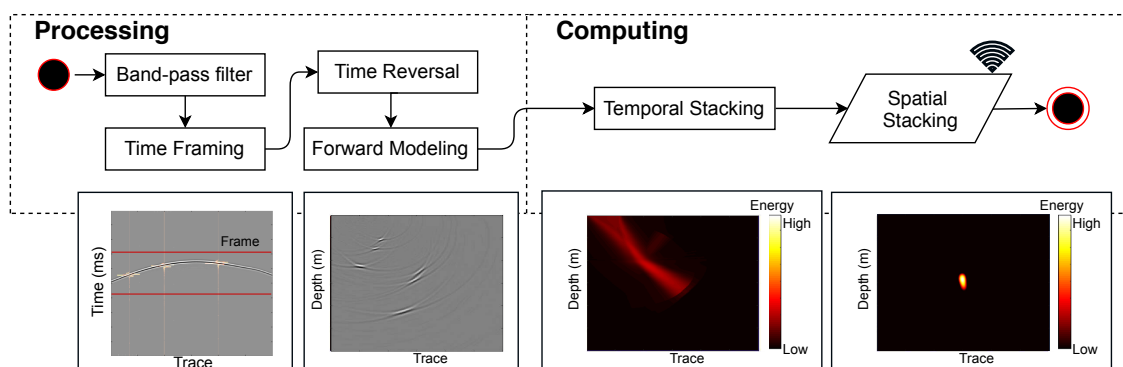 Processing
Computing
Band-pass filter
Time Reversal
Time Framing
Forward Modeling
Temporal Stacking
Spatial
Stacking
Frame
Time (ms)
Trace
Depth (m)
Trace
Energy
High
Low
Depth (m)
Trace
Energy
High
Low
Depth (m)
Trace